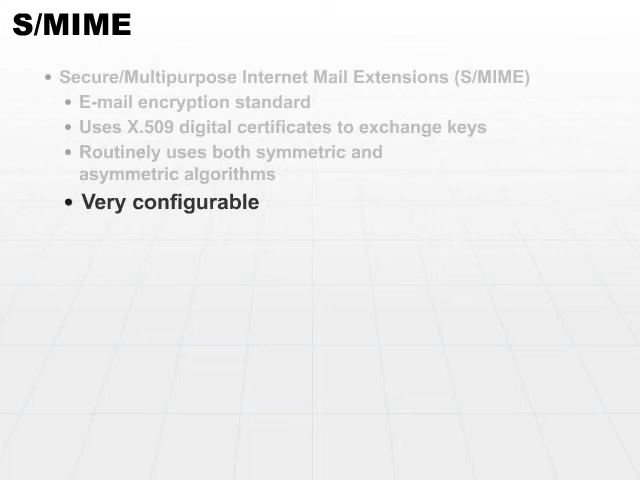 S/MIME
• Secure/Multipurpose Internet Mail Extensions (S/MIME)
• E-mail encryption standard
• Uses X.509 digital certificates to exchange keys
• Routinely uses both symmetric and
asymmetric algorithms
• Very configurable